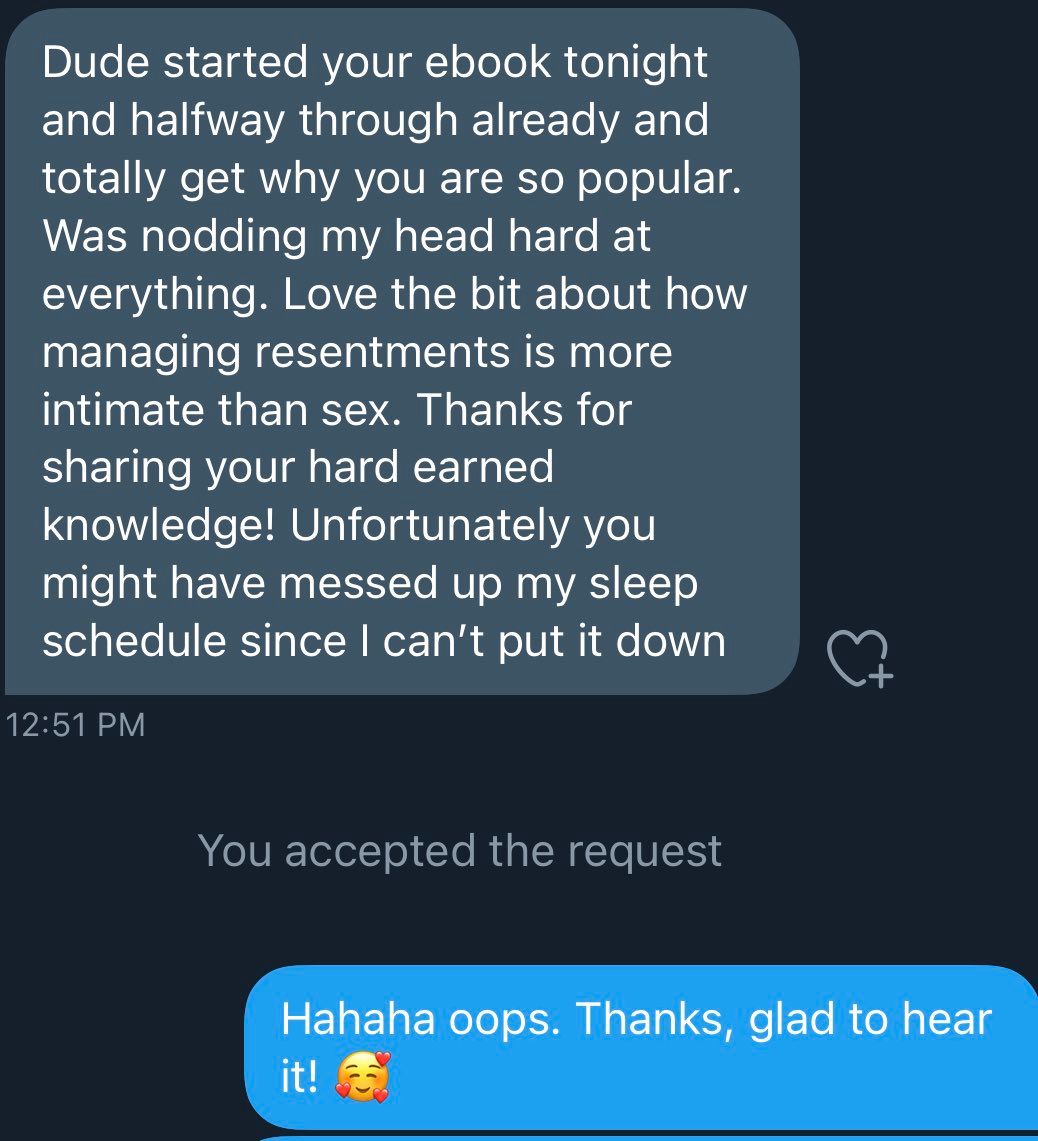 Dude started your ebook tonight
and halfway through already and
totally get why you are so popular.
Was nodding my head hard at
everything. Love the bit about how
managing resentments is more
intimate than sex. Thanks for
sharing your hard earned
knowledge! Unfortunately you
might have messed up my sleep
schedule since I can’t put it down
12:51 PM
You accepted the request
Hahaha oops. Thanks, glad to hear
it! 🥰